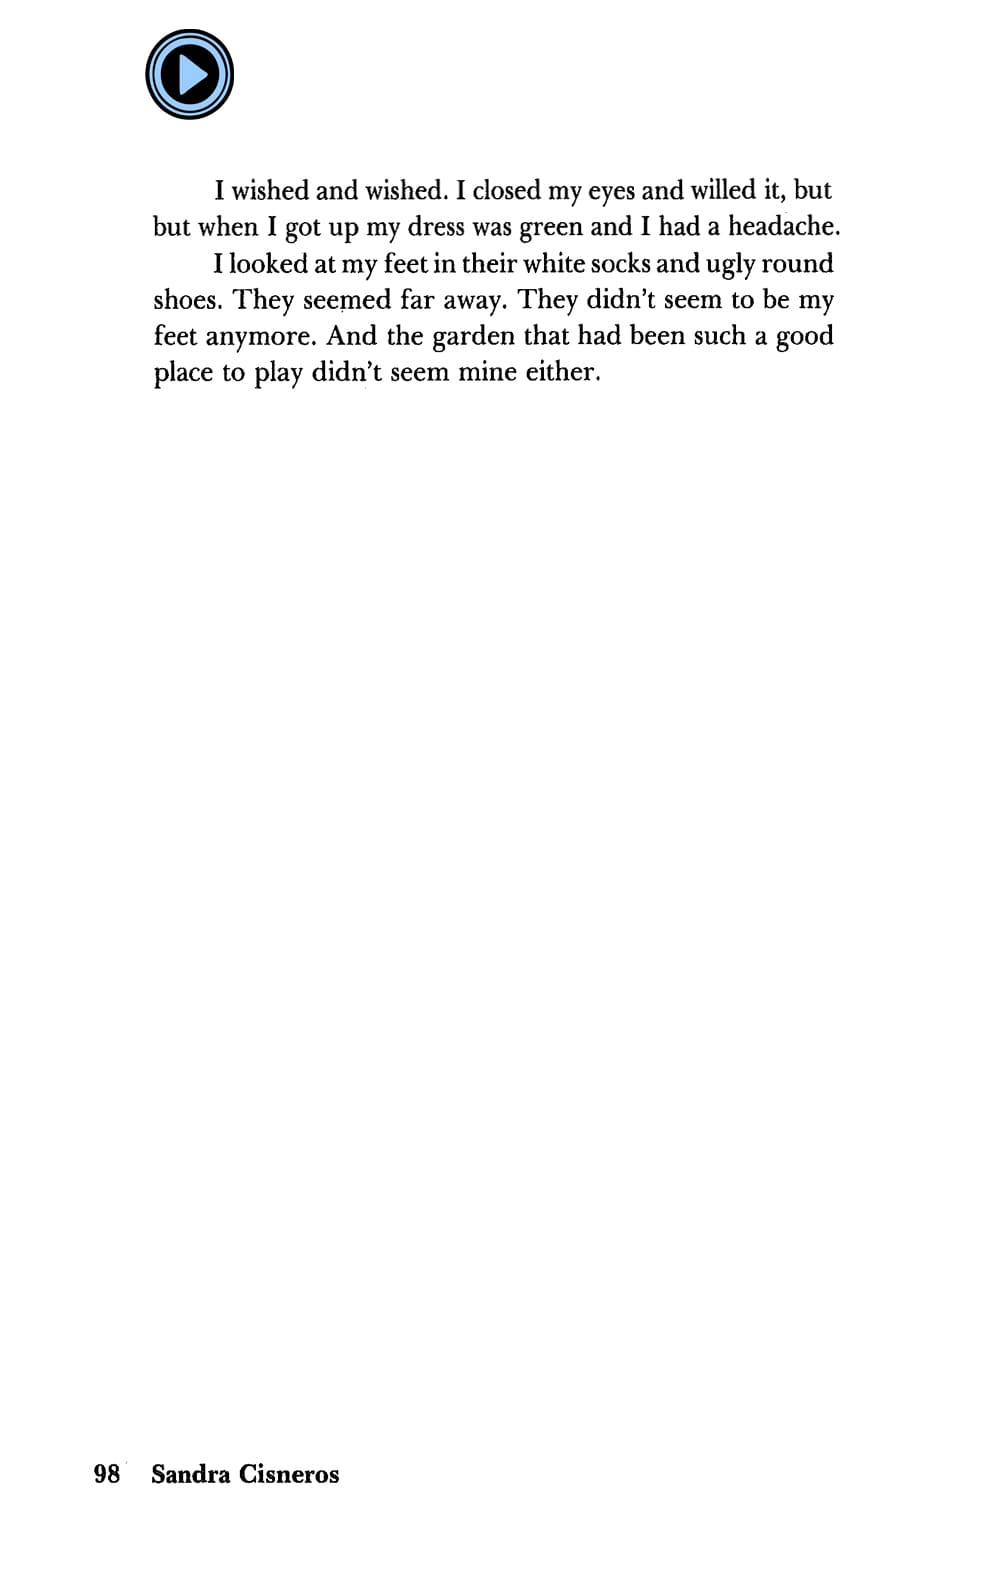 I wished and wished. I closed my eyes and willed it, but
but when I got up my dress was green and I had a headache.
I looked at my feet in their white socks and ugly round
shoes. They seemed far away. They didn’t seem to be my
feet anymore. And the garden that had been such a good
place to play didn’t seem mine either.
98 Sandra Cisneros